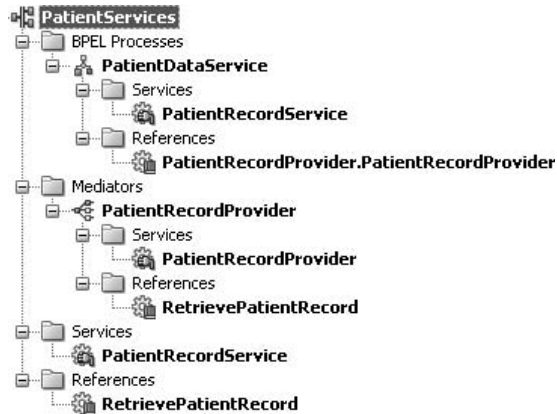 PatientServices
BPEL Processes
PatientDataService
Services
PatientRecordService
References
PatientRecordProvider.PatientRecordProvider
Mediators
PatientRecordProvider
Services
PatientRecordProvider
References
RetrievePatientRecord
Services
PatientRecordService
References
RetrievePatientRecord